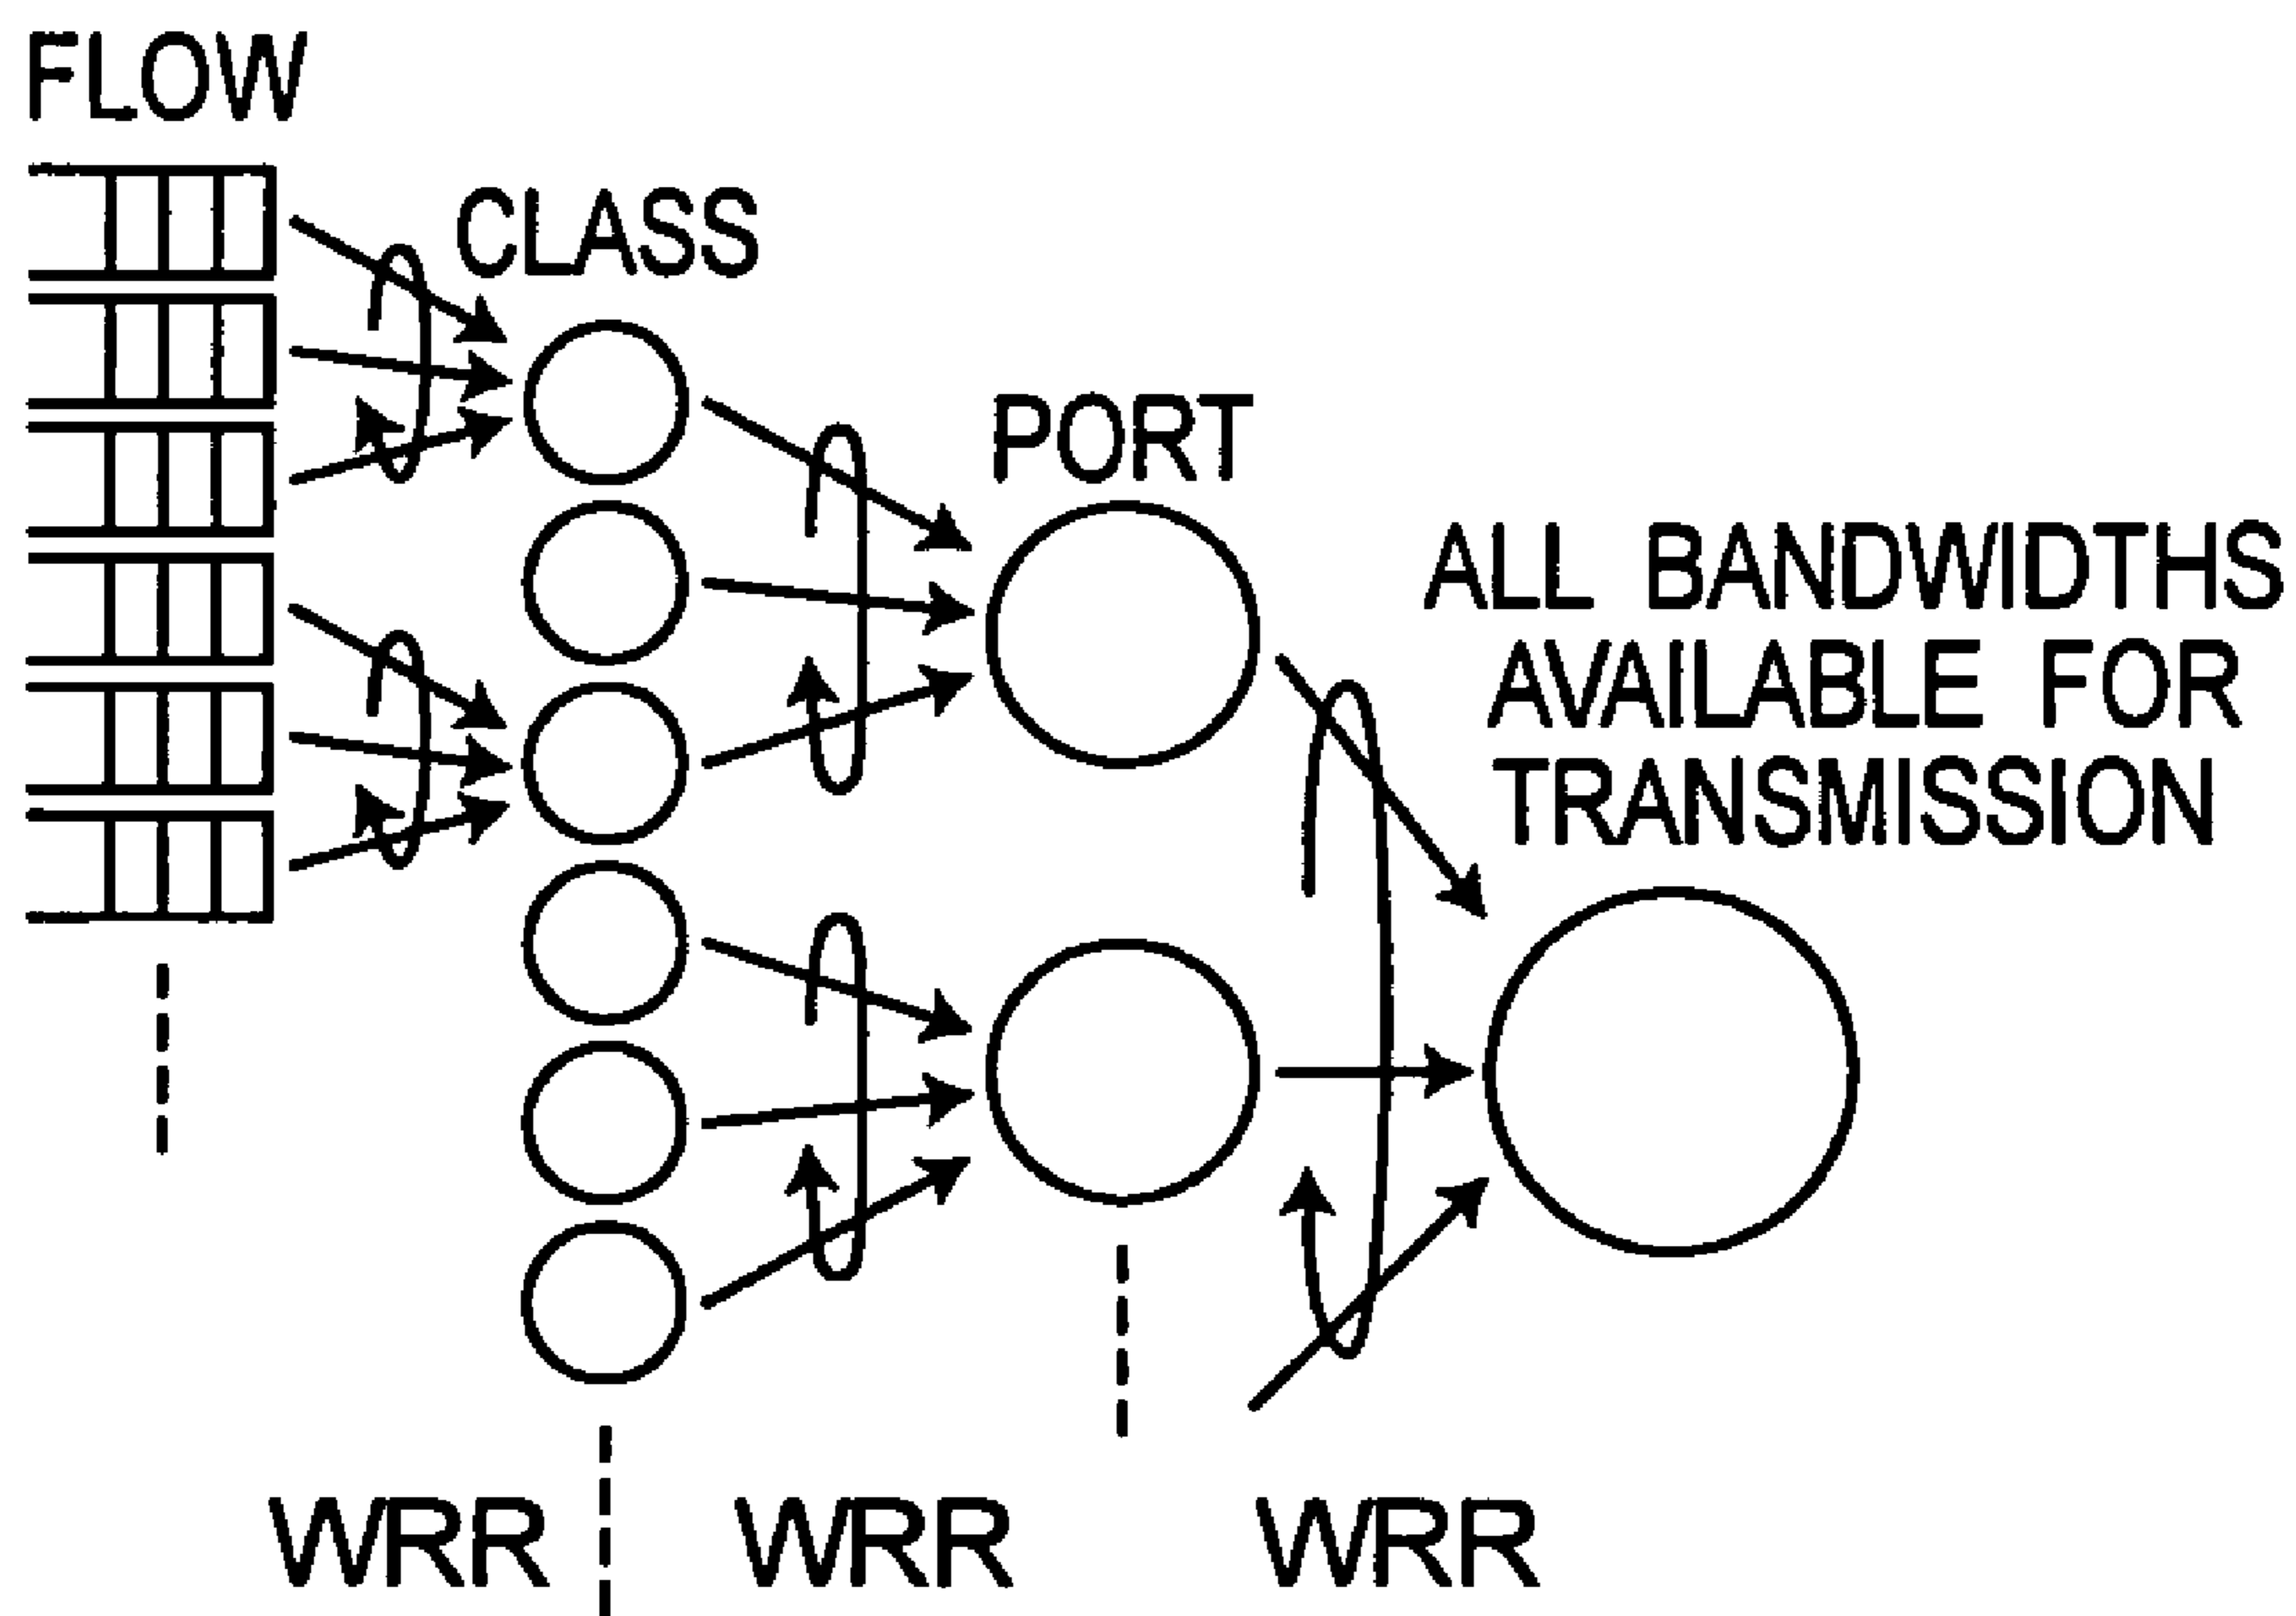 FLOW
CLASS
PORT
ALL BANDWIDTHS
AVAILABLE FOR
TRANSMISSION
WRR
WRR
WRR